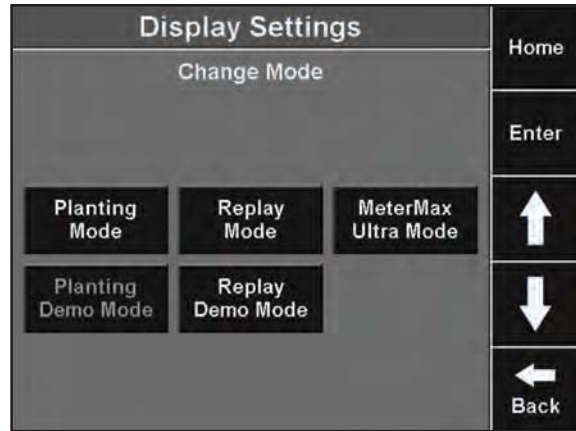 Display Settings
Change Mode
Home
Enter
Planting
Mode
Replay
Mode
MeterMax
Ultra Mode
Planting
Demo Mode
Replay
Demo Mode
Back